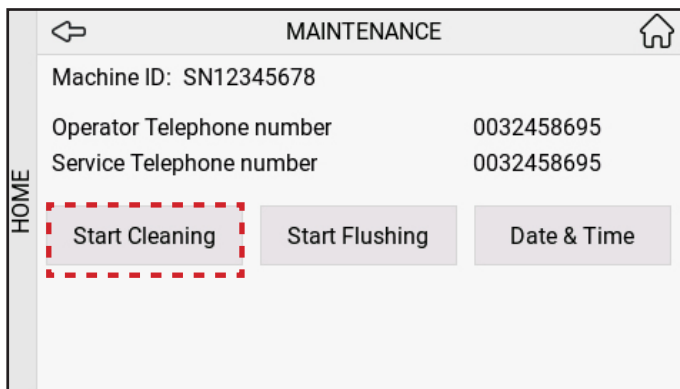 MAINTENANCE
Machine ID: SN12345678
Operator Telephone number 0032458695
Service Telephone number 0032458695
HOME
Start Cleaning Start Flushing Date & Time